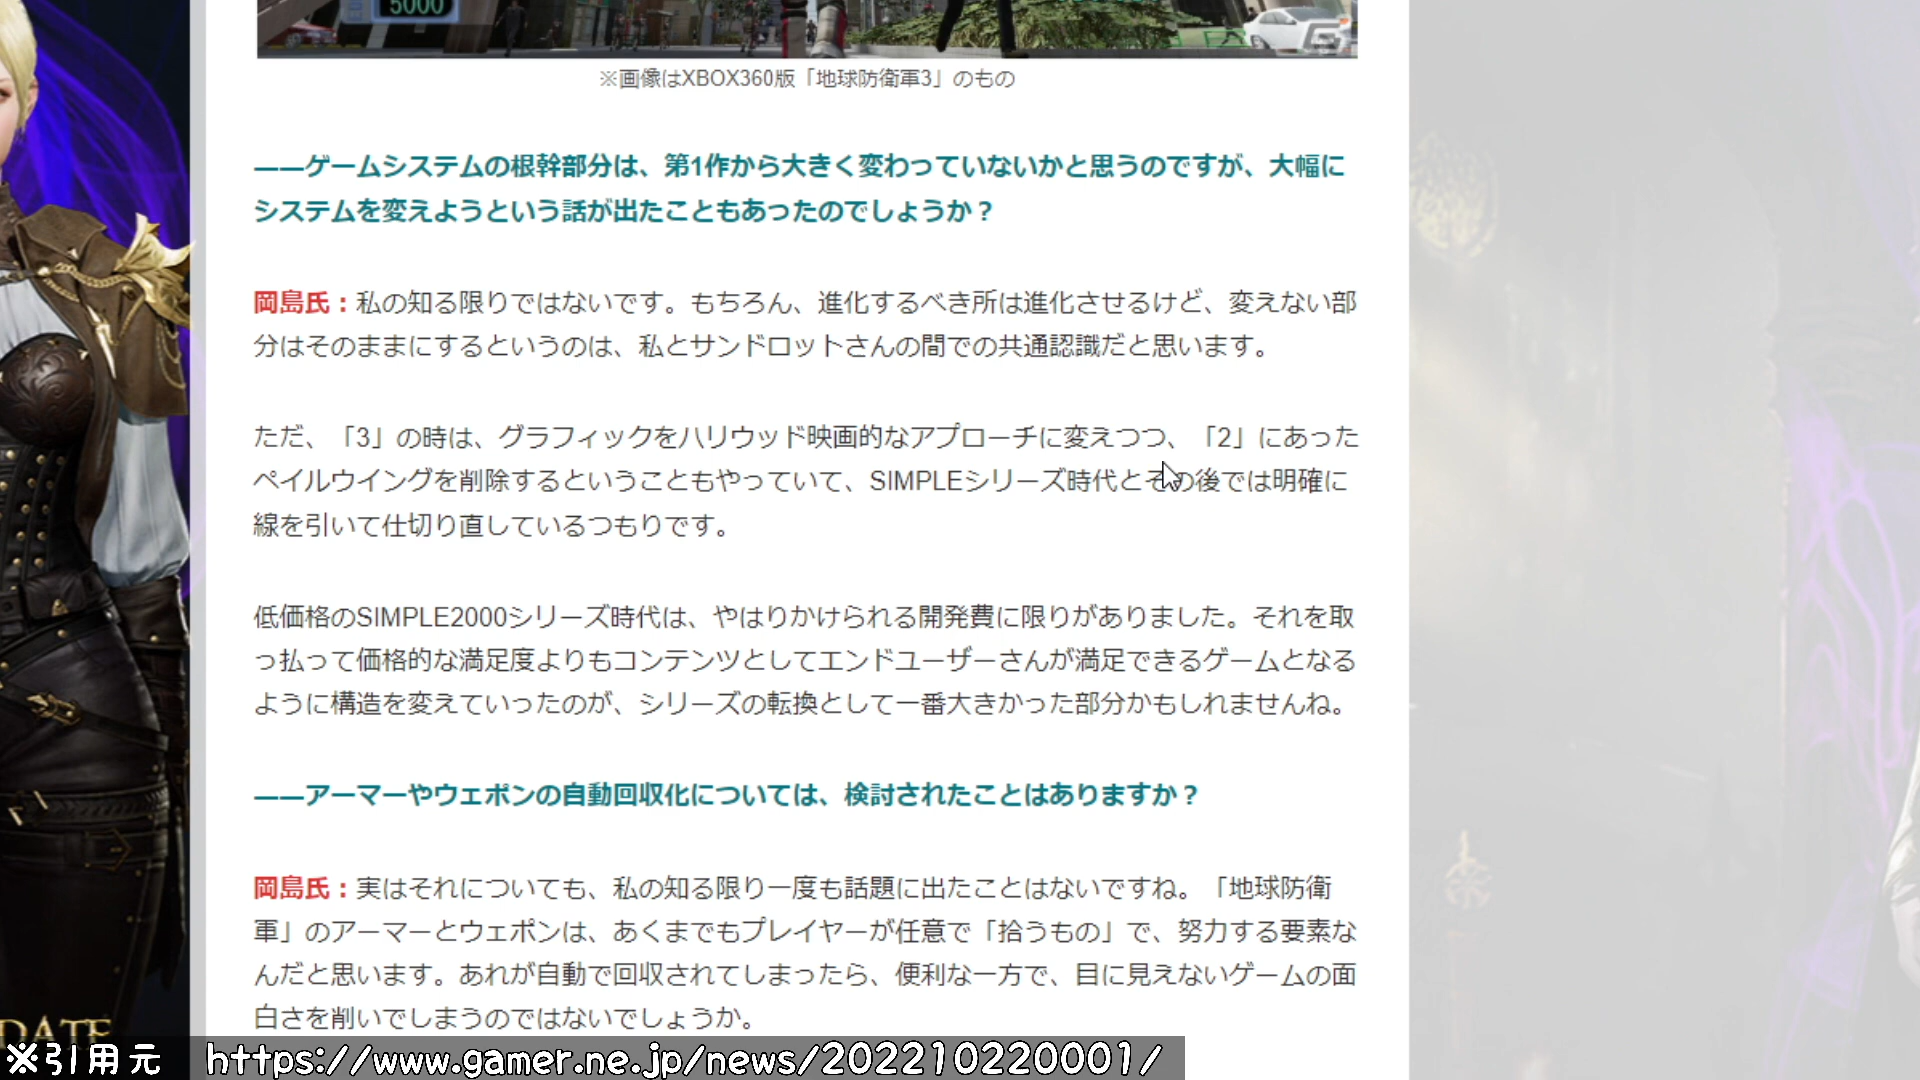 5000
※画像はXBOX360版「地球防衛軍3」のもの
――ゲームシステムの根幹部分は、第1作から大きく変わっていないかと思うのですが、大幅に
システムを変えようという話が出たこともあったのでしょうか？
岡島氏：私の知る限りではないです。もちろん、進化するべき所は進化させるけど、変えない部
分はそのままにするというのは、私とサンドロットさんの間での共通認識だと思います。
ただ、「3」の時は、グラフィックをハリウッド映画的なアプローチに変えつつ、「2」にあった
ペイルウイングを削除するということもやっていて、SIMPLEシリーズ時代とその後では明確に
線を引いて仕切り直しているつもりです。
低価格のSIMPLE2000シリーズ時代は、やはりかけられる開発費に限りがありました。それを取
っ払って価格的な満足度よりもコンテンツとしてエンドユーザーさんが満足できるゲームとなる
ように構造を変えていったのが、シリーズの転換として一番大きかった部分かもしれませんね。
――アーマーやウェポンの自動回収化については、検討されたことはありますか？
岡島氏：実はそれについても、私の知る限り一度も話題に出たことはないですね。「地球防衛
軍」のアーマーとウェポンは、あくまでもプレイヤーが任意で「拾うもの」で、努力する要素な
んだと思います。あれが自動で回収されてしまったら、便利な一方で、目に見えないゲームの面
白さを削いでしまうのではないでしょうか。
DATE
※引用元 https://www.gamer.ne.jp/news/202210220001/